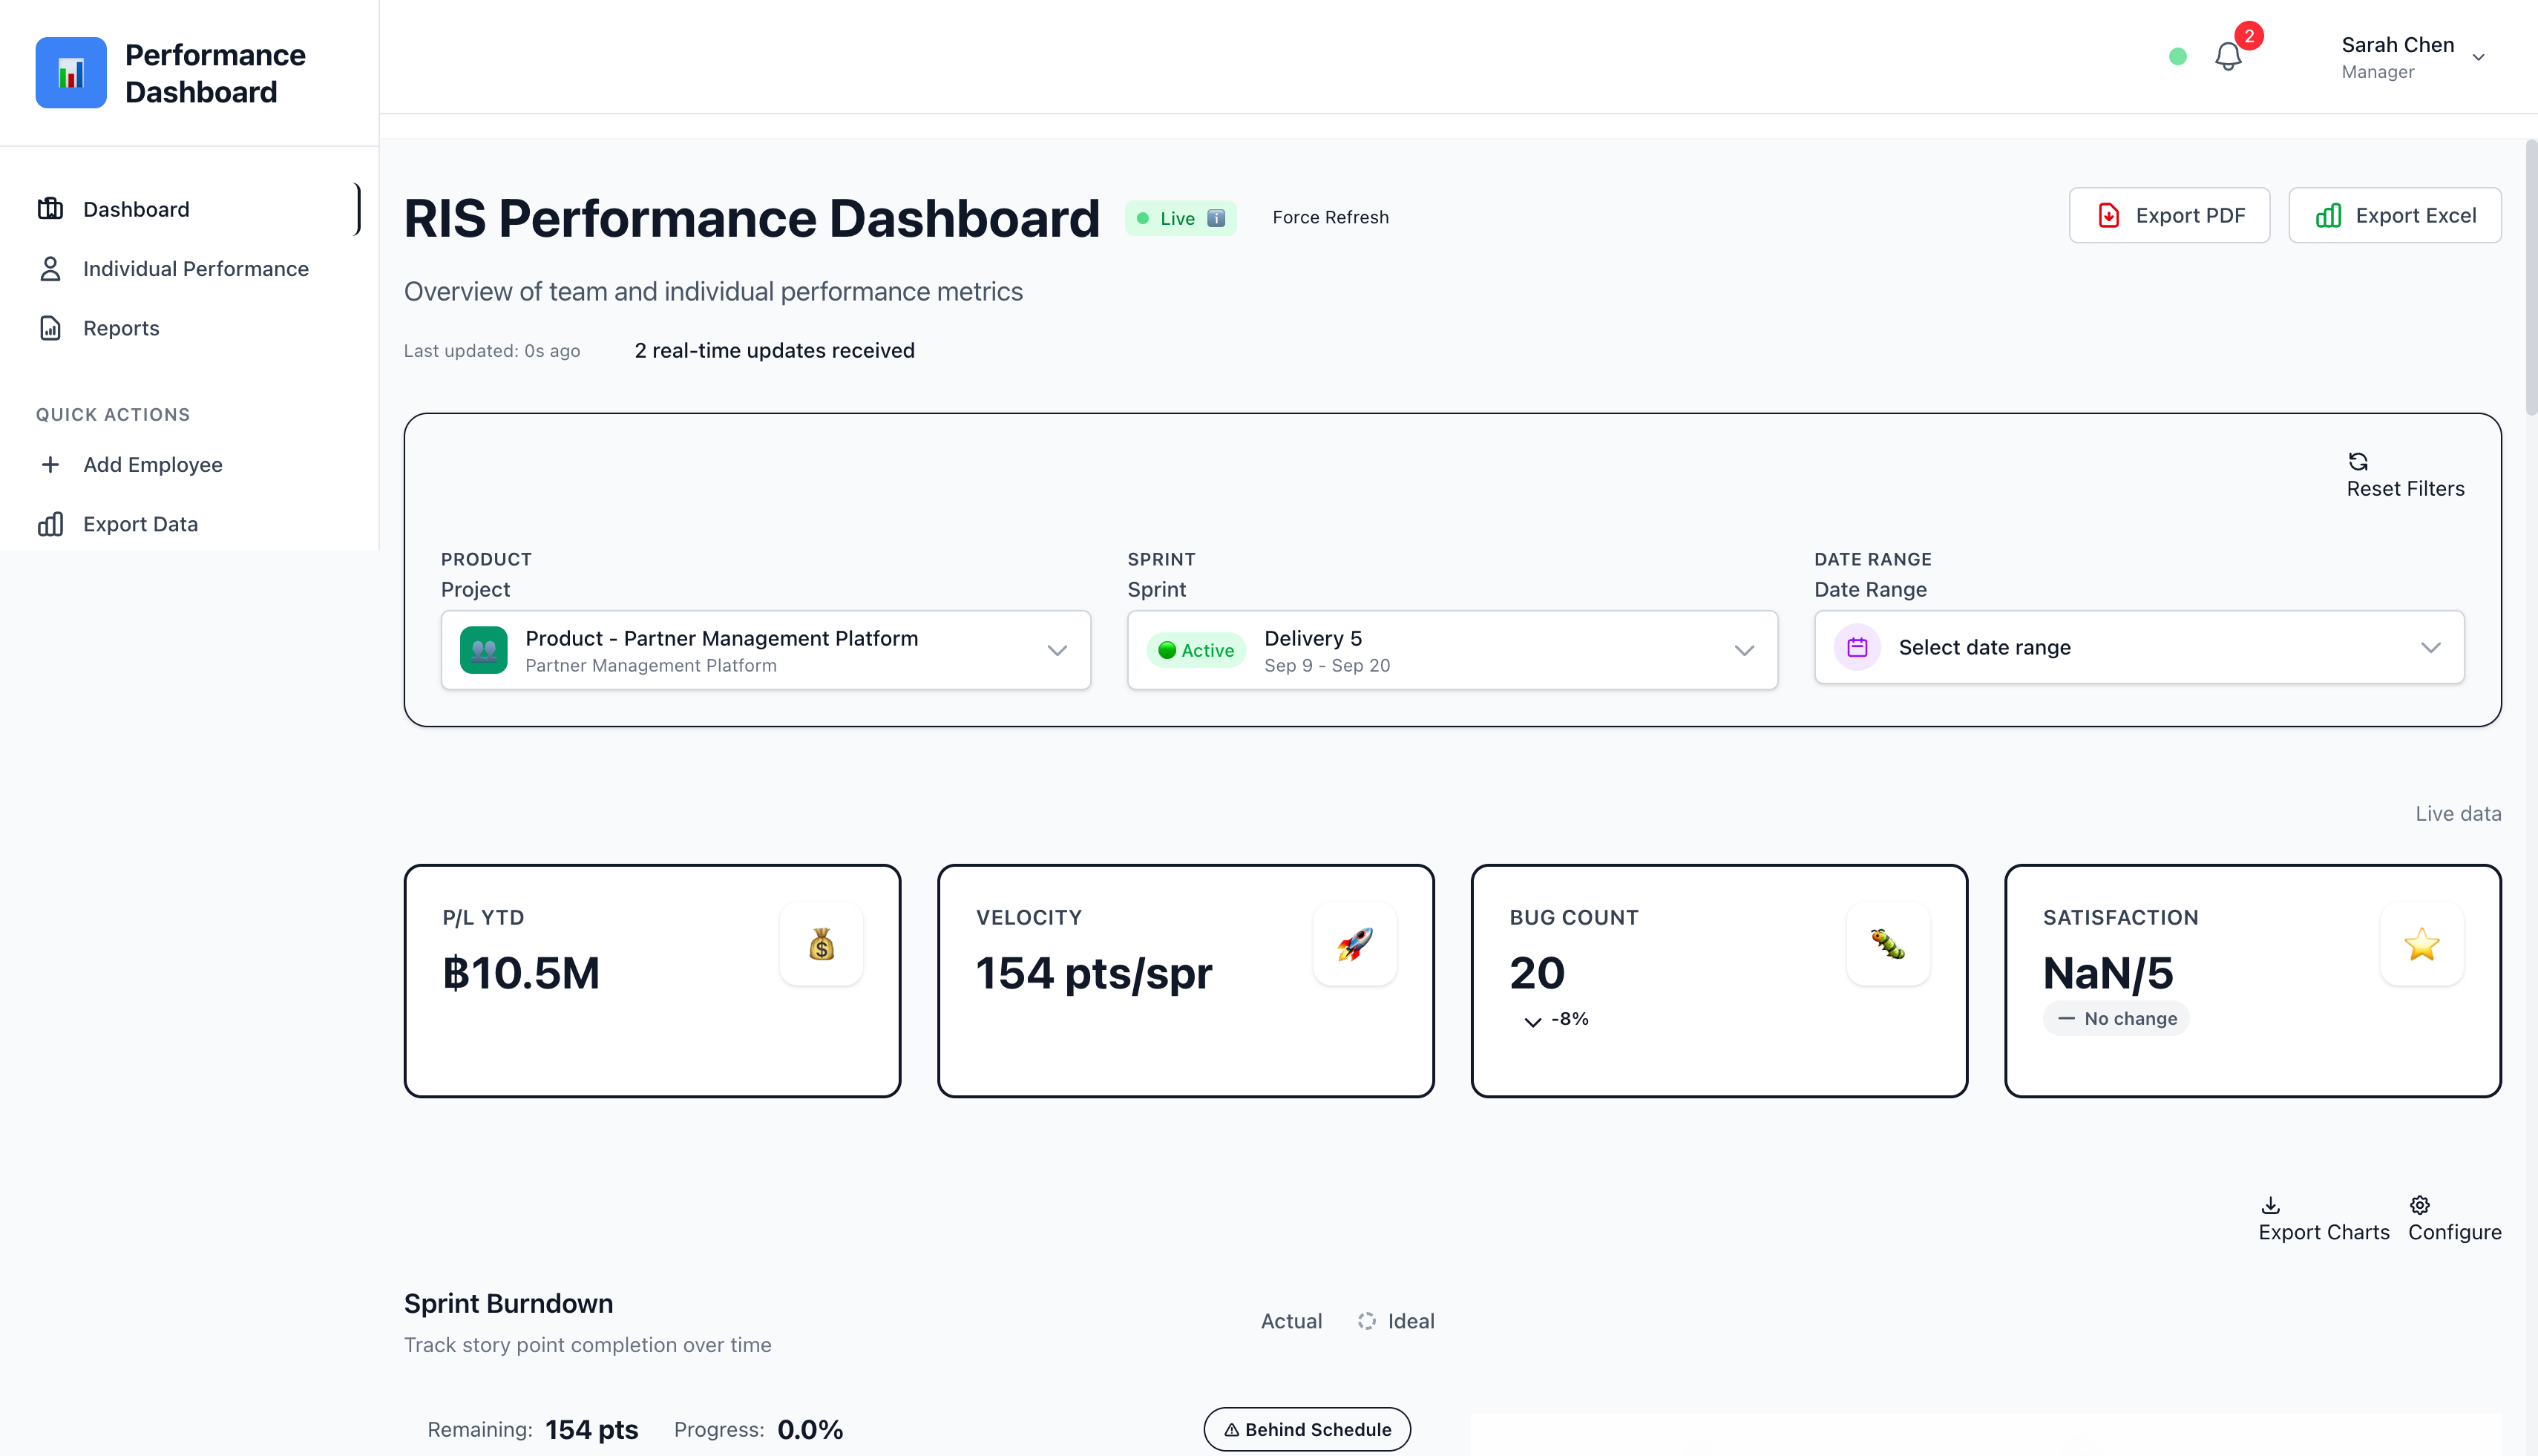 Performance
Dashboard
2
Sarah Chen
Manager
Dashboard
Individual Performance
Reports
QUICK ACTIONS
Add Employee
Export Data
RIS Performance Dashboard
Live
Force Refresh
Export PDF
Export Excel
Overview of team and individual performance metrics
Last updated: 0s ago
2 real-time updates received
Reset Filters
PRODUCT
Project
Product - Partner Management Platform
Partner Management Platform
SPRINT
Sprint
Active
Delivery 5
Sep 9 - Sep 20
DATE RANGE
Date Range
Select date range
Live data
P/L YTD
฿10.5M
VELOCITY
154 pts/spr
BUG COUNT
20
-8%
SATISFACTION
NaN/5
No change
Export Charts
Configure
Sprint Burndown
Track story point completion over time
Actual
Ideal
Remaining: 154 pts
Progress: 0.0%
Behind Schedule